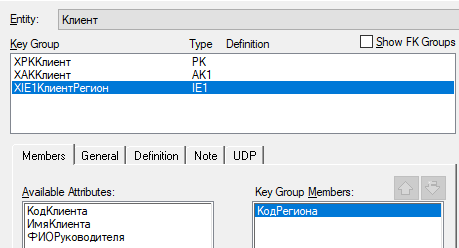 Entity: Клиент
Key Group Type Definition Show FK Groups
XPKКлиент PK
XAKКлиент AK1
XIE1КлиентРегион IE1
Members General Definition Note UDP
Available Attributes: Key Group Members:
КодКлиента КодРегиона
ИмяКлиента
ФИОРуководителя